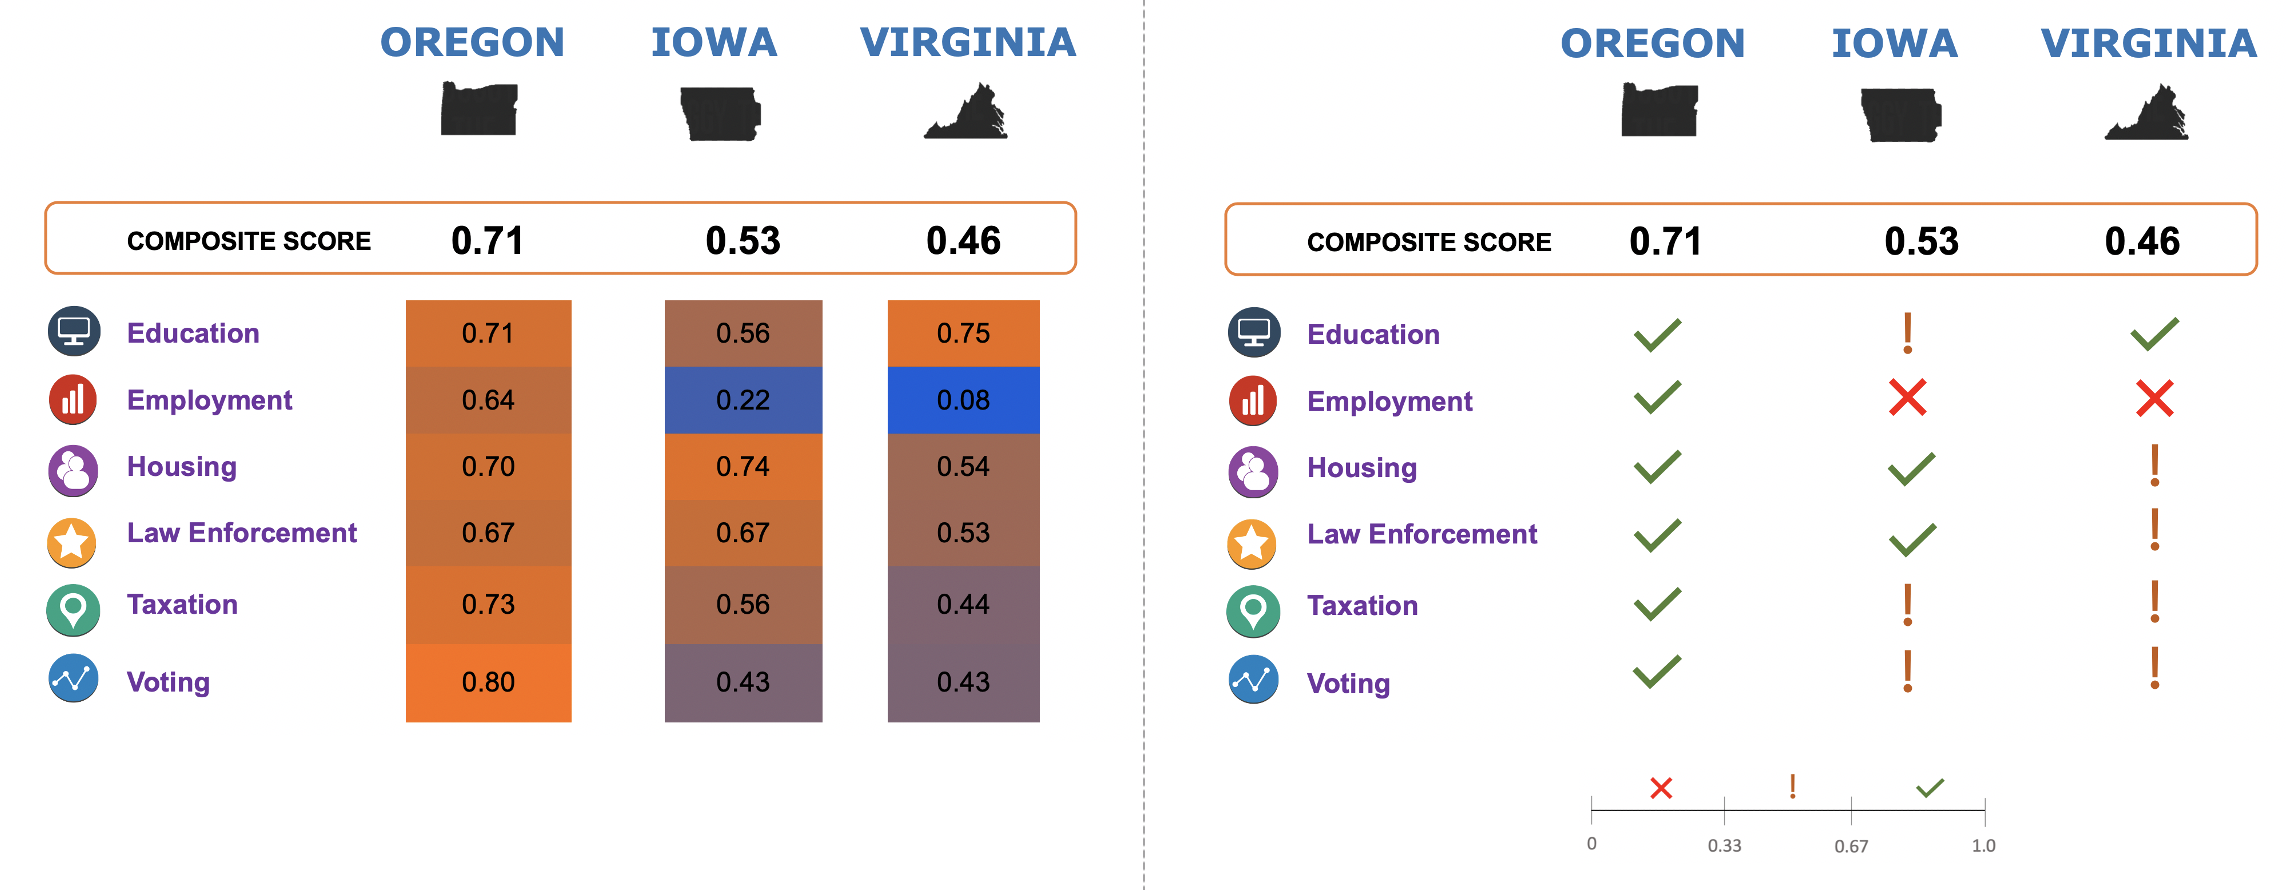 OREGON IOWA VIRGINIA
COMPOSITE SCORE 0.71 0.53 0.46
Education 0.71 0.56 0.75
Employment 0.64 0.22 0.08
Housing 0.70 0.74 0.54
Law Enforcement 0.67 0.67 0.53
Taxation 0.73 0.56 0.44
Voting 0.80 0.43 0.43
OREGON IOWA VIRGINIA
COMPOSITE SCORE 0.71 0.53 0.46
Education ✓ ! ✓
Employment ✓ ✕ ✕
Housing ✓ ✓ !
Law Enforcement ✓ ✓ !
Taxation ✓ ! !
Voting ✓ ! !
✕ ! ✓
0 0.33 0.67 1.0